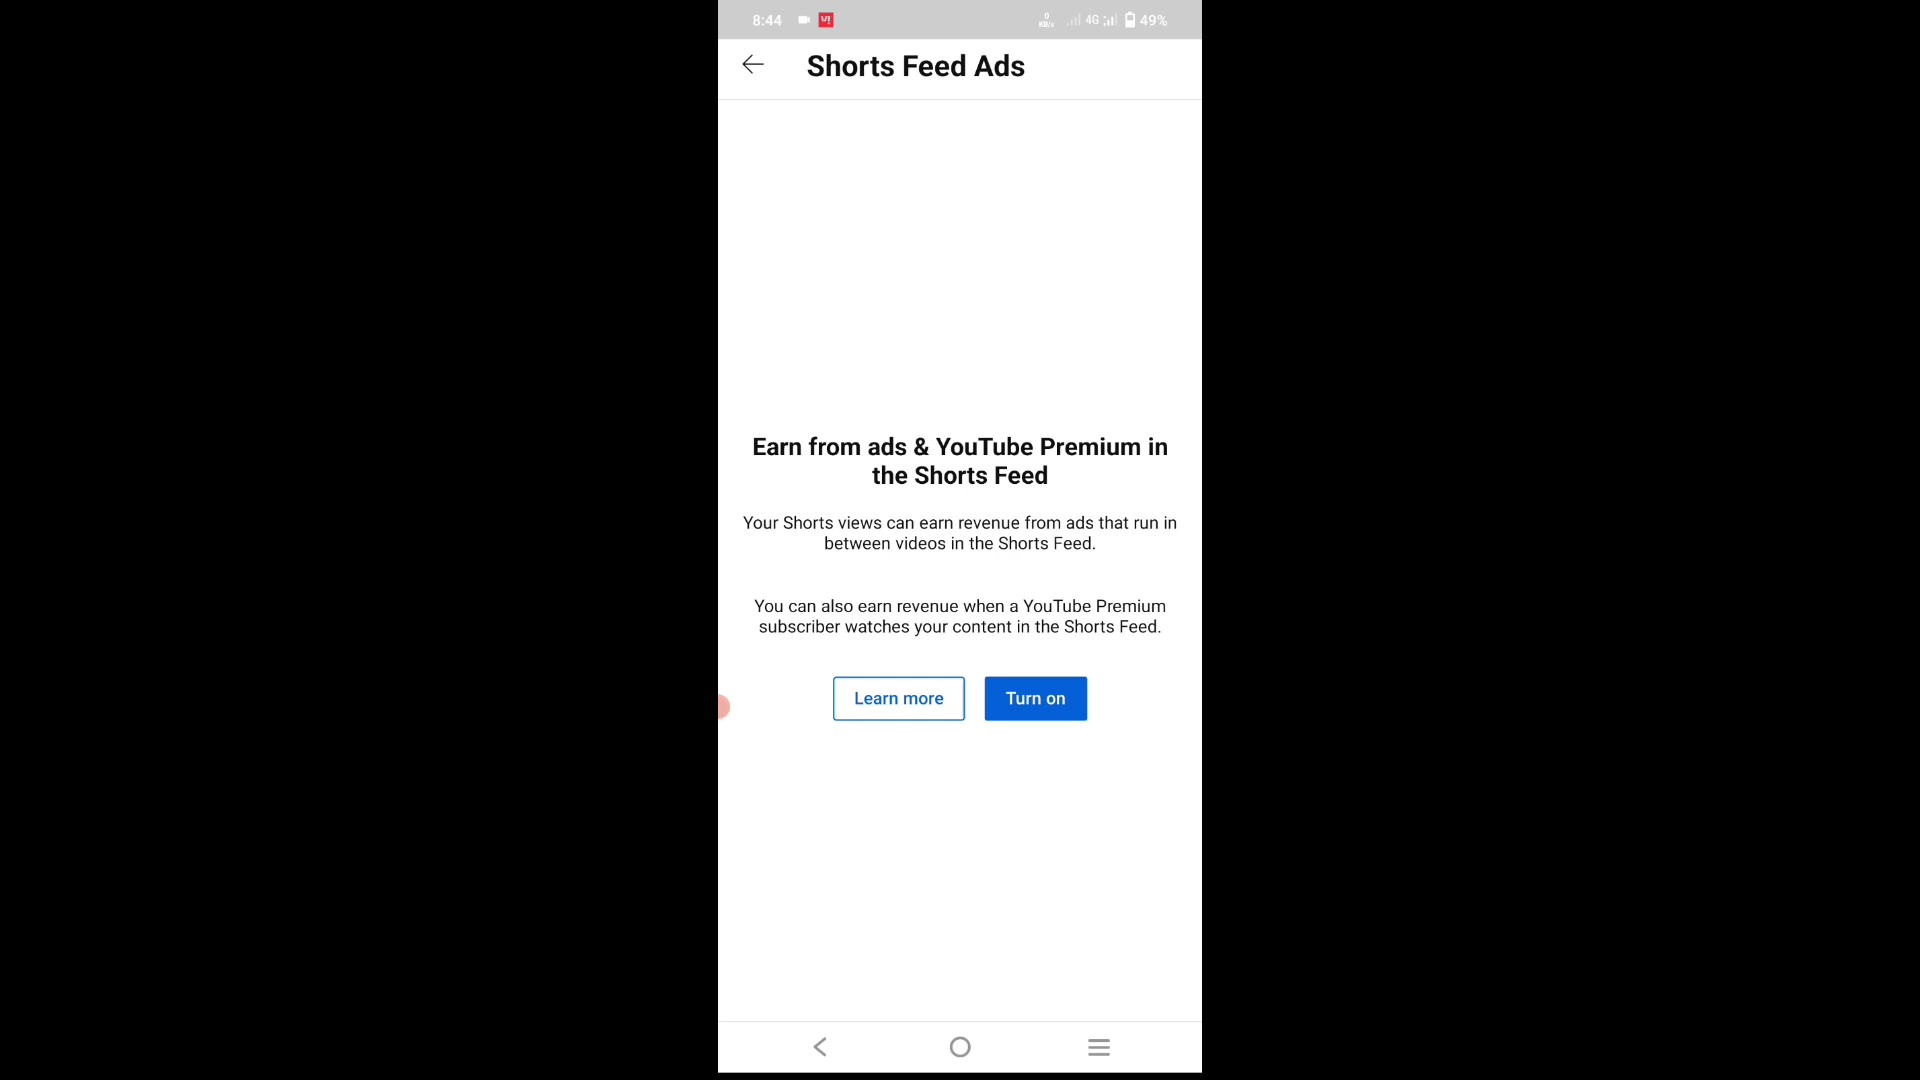 8:44 0 KB/s 4G 49%
Shorts Feed Ads
Earn from ads & YouTube Premium in
the Shorts Feed
Your Shorts views can earn revenue from ads that run in
between videos in the Shorts Feed.
You can also earn revenue when a YouTube Premium
subscriber watches your content in the Shorts Feed.
Learn more Turn on